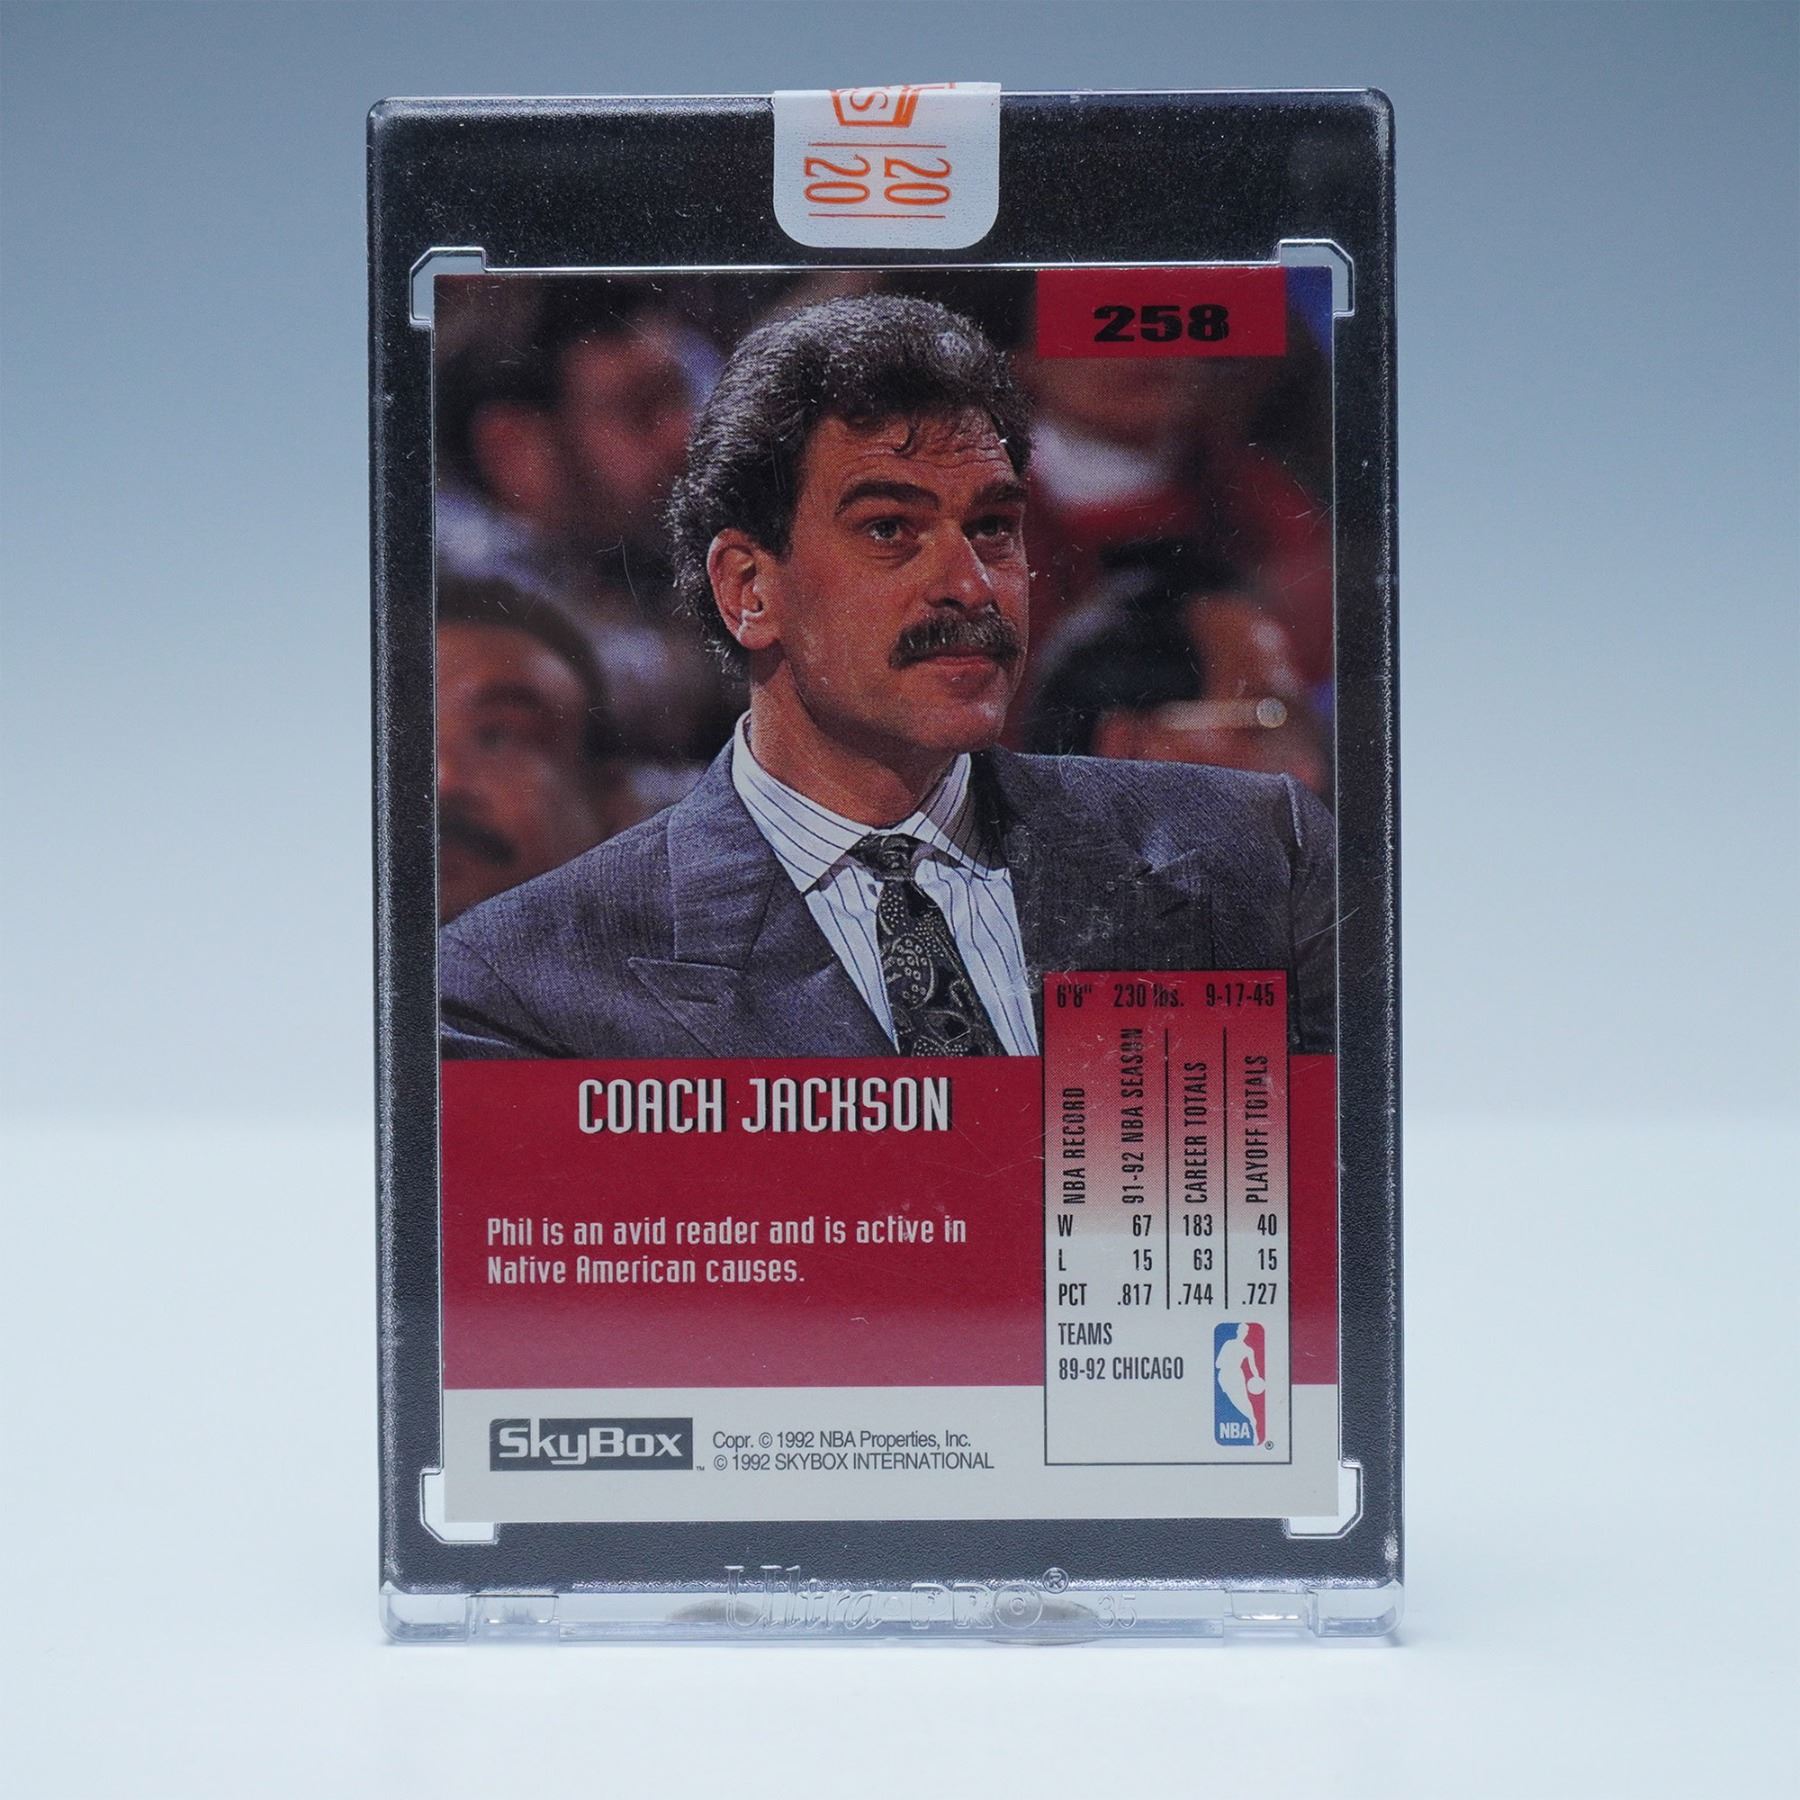 20 20
20 20
258
6'8" 230 lbs. 9-17-45
NBA RECORD 91-92 NBA SEASON CAREER TOTALS PLAYOFF TOTALS
W 67 183 40
L 15 63 15
PCT .817 .744 .727
TEAMS
89-92 CHICAGO
NBA ®
COACH JACKSON
Phil is an avid reader and is active in
Native American causes.
SkyBox ™
Copr. © 1992 NBA Properties, Inc.
© 1992 SKYBOX INTERNATIONAL
Ultra·PRO® 35